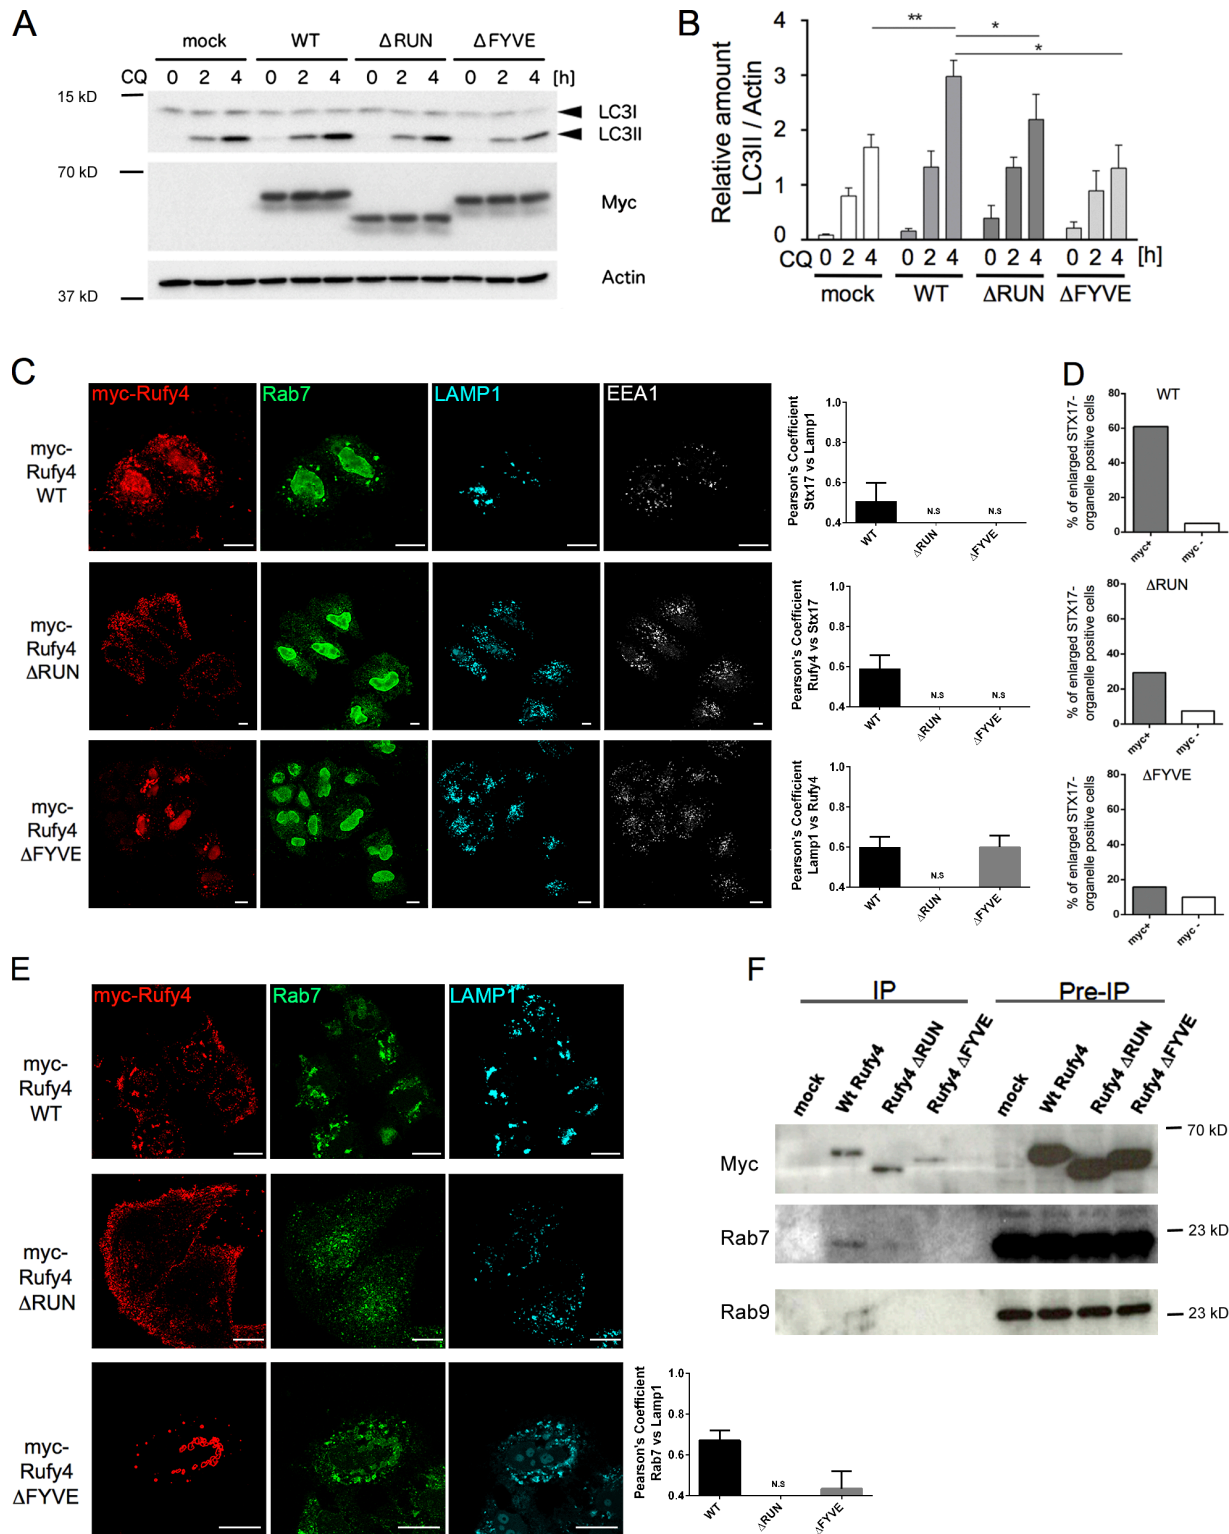 A
mock WT ΔRUN ΔFYVE
CQ 0 2 4 0 2 4 0 2 4 0 2 4 [h]
15 kD
LC3I
LC3II
70 kD
Myc
Actin
37 kD
B
Relative amount
LC3II / Actin
4
3
2
1
0
** *
*
CQ 0 2 4 0 2 4 0 2 4 0 2 4 [h]
mock WT ΔRUN ΔFYVE
C
myc-Rufy4 Rab7 LAMP1 EEA1
myc-
Rufy4
WT
myc-
Rufy4
ΔRUN
myc-
Rufy4
ΔFYVE
Pearson's Coefficient
Stx17 vs Lamp1
1.0
0.8
0.6
0.4
N.S N.S
WT ΔRUN ΔFYVE
Pearson's Coefficient
Rufy4 vs Stx17
1.0
0.8
0.6
0.4
N.S N.S
WT ΔRUN ΔFYVE
Pearson's Coefficient
Lamp1 vs Rufy4
1.0
0.8
0.6
0.4
N.S
WT ΔRUN ΔFYVE
D
WT
% of enlarged STX17-
organelle positive cells
80
60
40
20
0
myc+ myc -
ΔRUN
% of enlarged STX17-
organelle positive cells
80
60
40
20
0
myc+ myc -
ΔFYVE
% of enlarged STX17-
organelle positive cells
80
60
40
20
0
myc+ myc -
E
myc-Rufy4 Rab7 LAMP1
myc-
Rufy4
WT
myc-
Rufy4
ΔRUN
myc-
Rufy4
ΔFYVE
Pearson's Coefficient
Rab7 vs Lamp1
1.0
0.8
0.6
0.4
N.S
WT ΔRUN ΔFYVE
F
IP Pre-IP
mock Wt Rufy4 Rufy4 ΔRUN Rufy4 ΔFYVE mock Wt Rufy4 Rufy4 ΔRUN Rufy4 ΔFYVE
70 kD
Myc
Rab7
23 kD
Rab9
23 kD